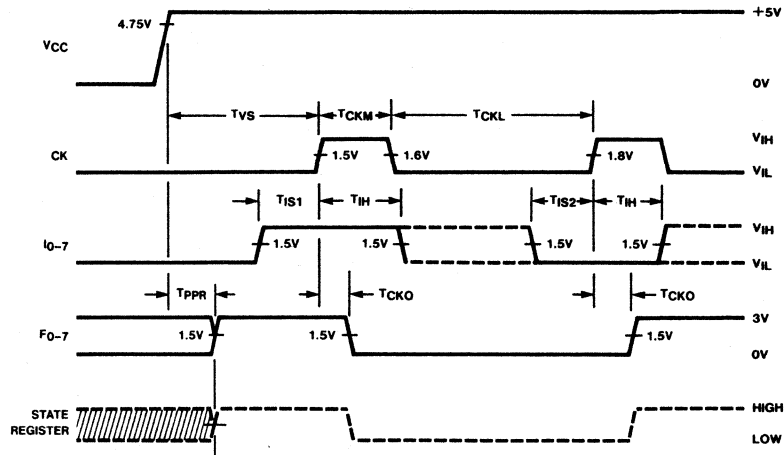 +5V
4.75V
VCC
0V
TVS TCKM TCKL
VIH
CK 1.5V 1.6V 1.8V
VIL
TIS1 TIH TIS2 TIH
VIH
I0-7 1.5V 1.5V 1.5V 1.5V
VIL
TPPR TCKO TCKO
3V
F0-7 1.5V 1.5V 1.5V
0V
HIGH
STATE
REGISTER
LOW